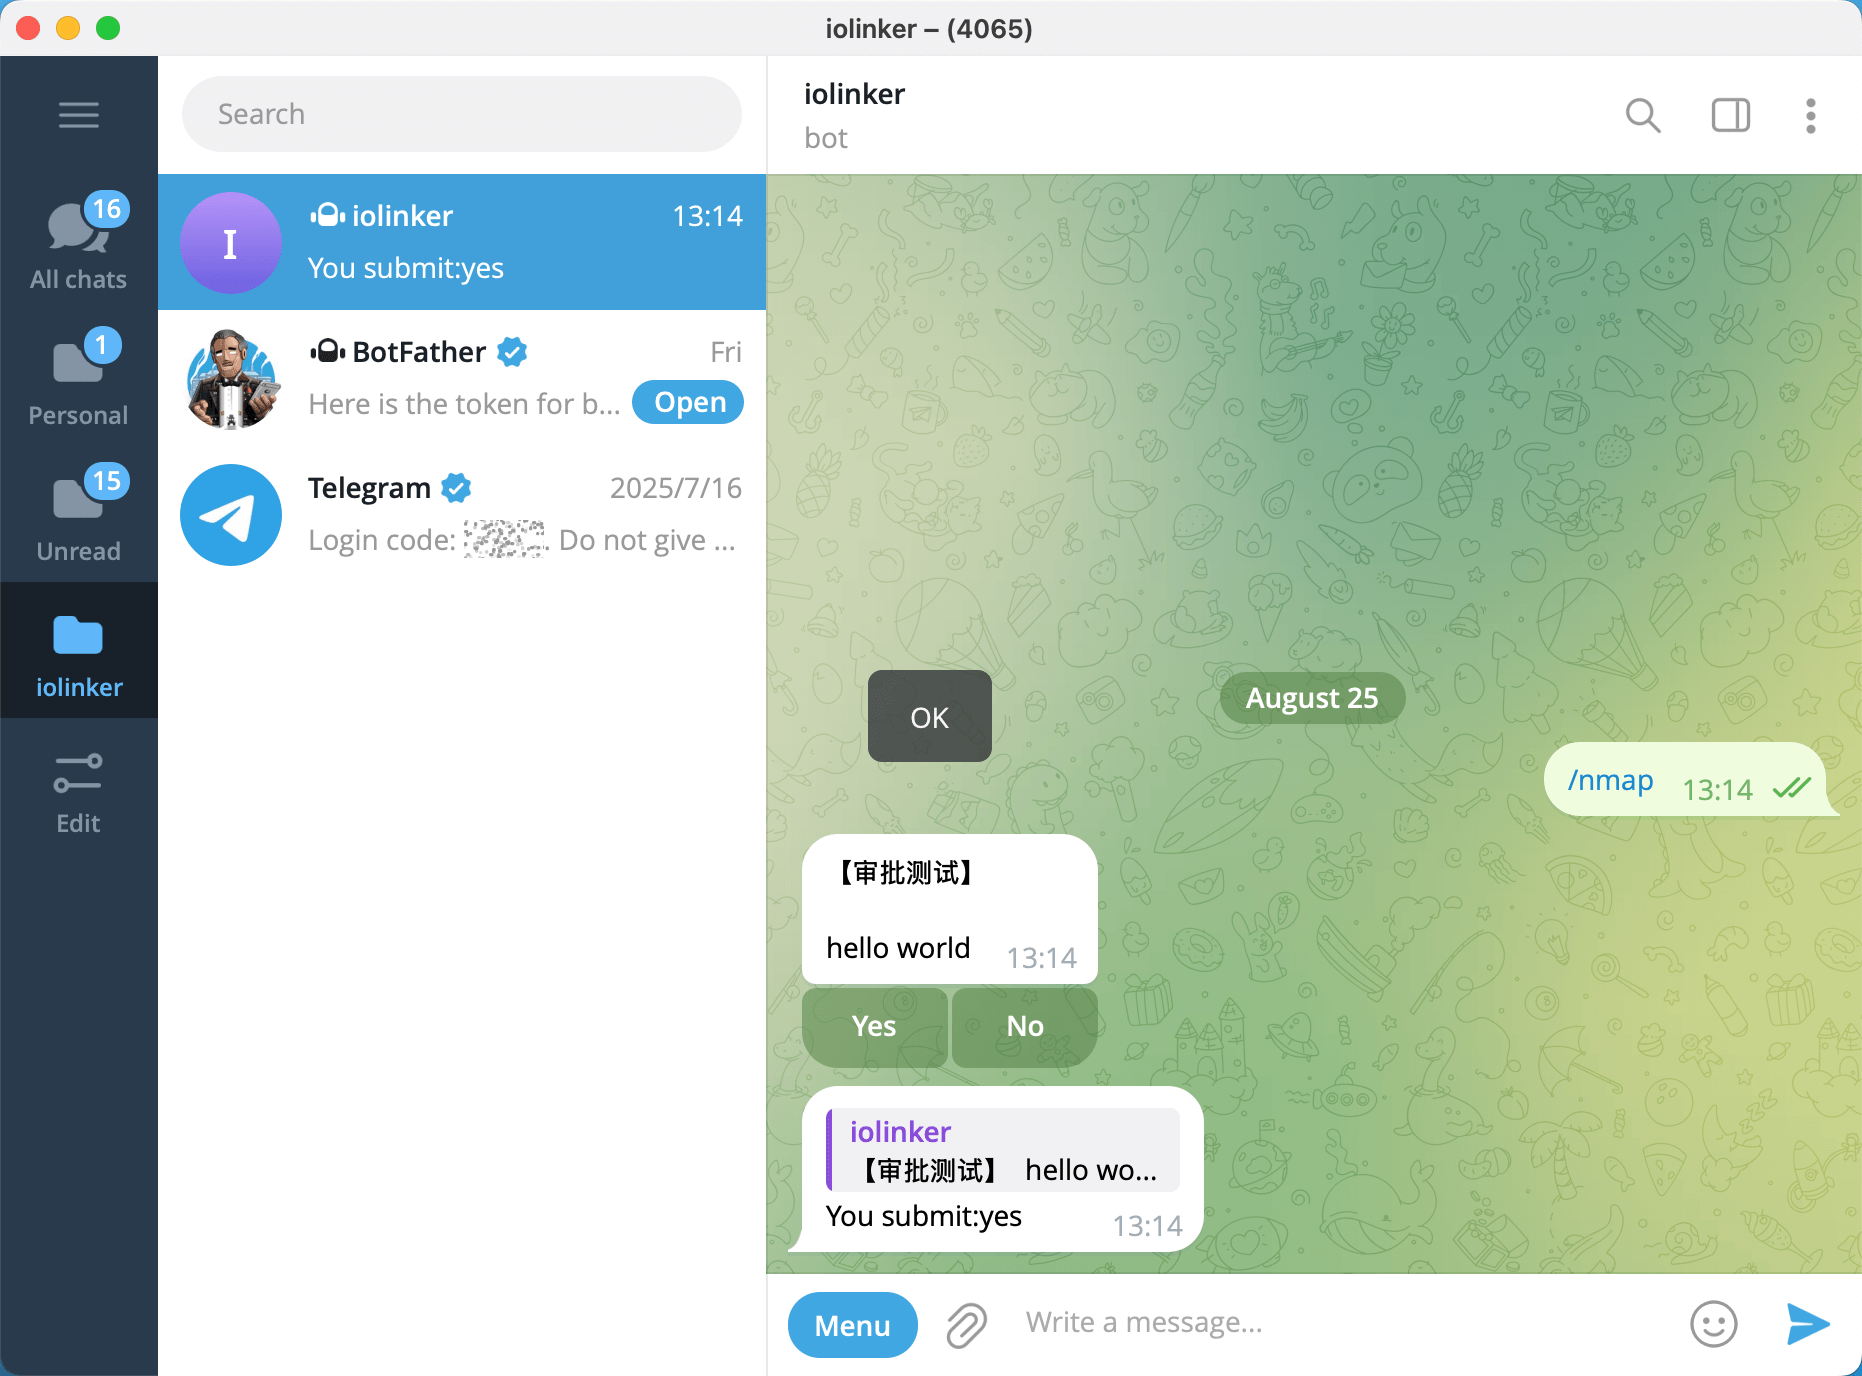 iolinker – (4065)
Search
16
All chats
1
Personal
15
Unread
iolinker
Edit
I
iolinker
13:14
You submit:yes
BotFather
Fri
Here is the token for b...
Open
Telegram
2025/7/16
Login code:
. Do not give ...
iolinker
bot
OK
August 25
/nmap
13:14
【审批测试】
hello world
13:14
Yes
No
iolinker
【审批测试】 hello wo...
You submit:yes
13:14
Menu
Write a message...